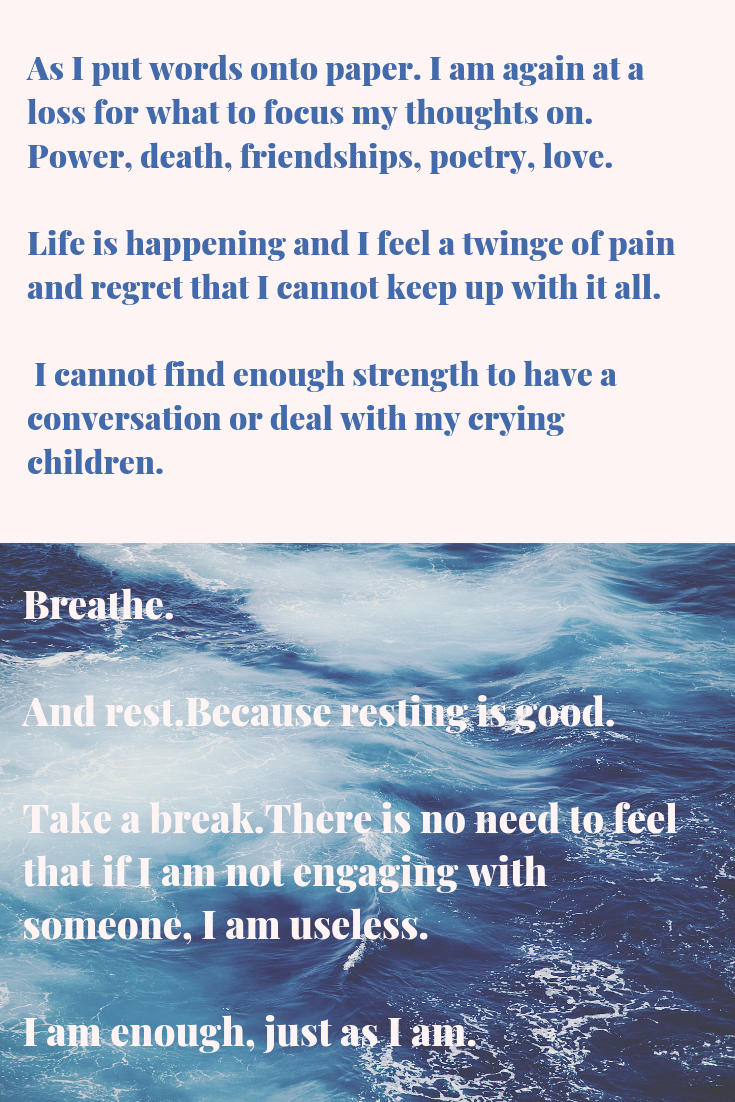 As I put words onto paper. I am again at a
loss for what to focus my thoughts on.
Power, death, friendships, poetry, love.
Life is happening and I feel a twinge of pain
and regret that I cannot keep up with it all.
I cannot find enough strength to have a
conversation or deal with my crying
children.
Breathe.
And rest.Because resting is good.
Take a break.There is no need to feel
that if I am not engaging with
someone, I am useless.
I am enough, just as I am.